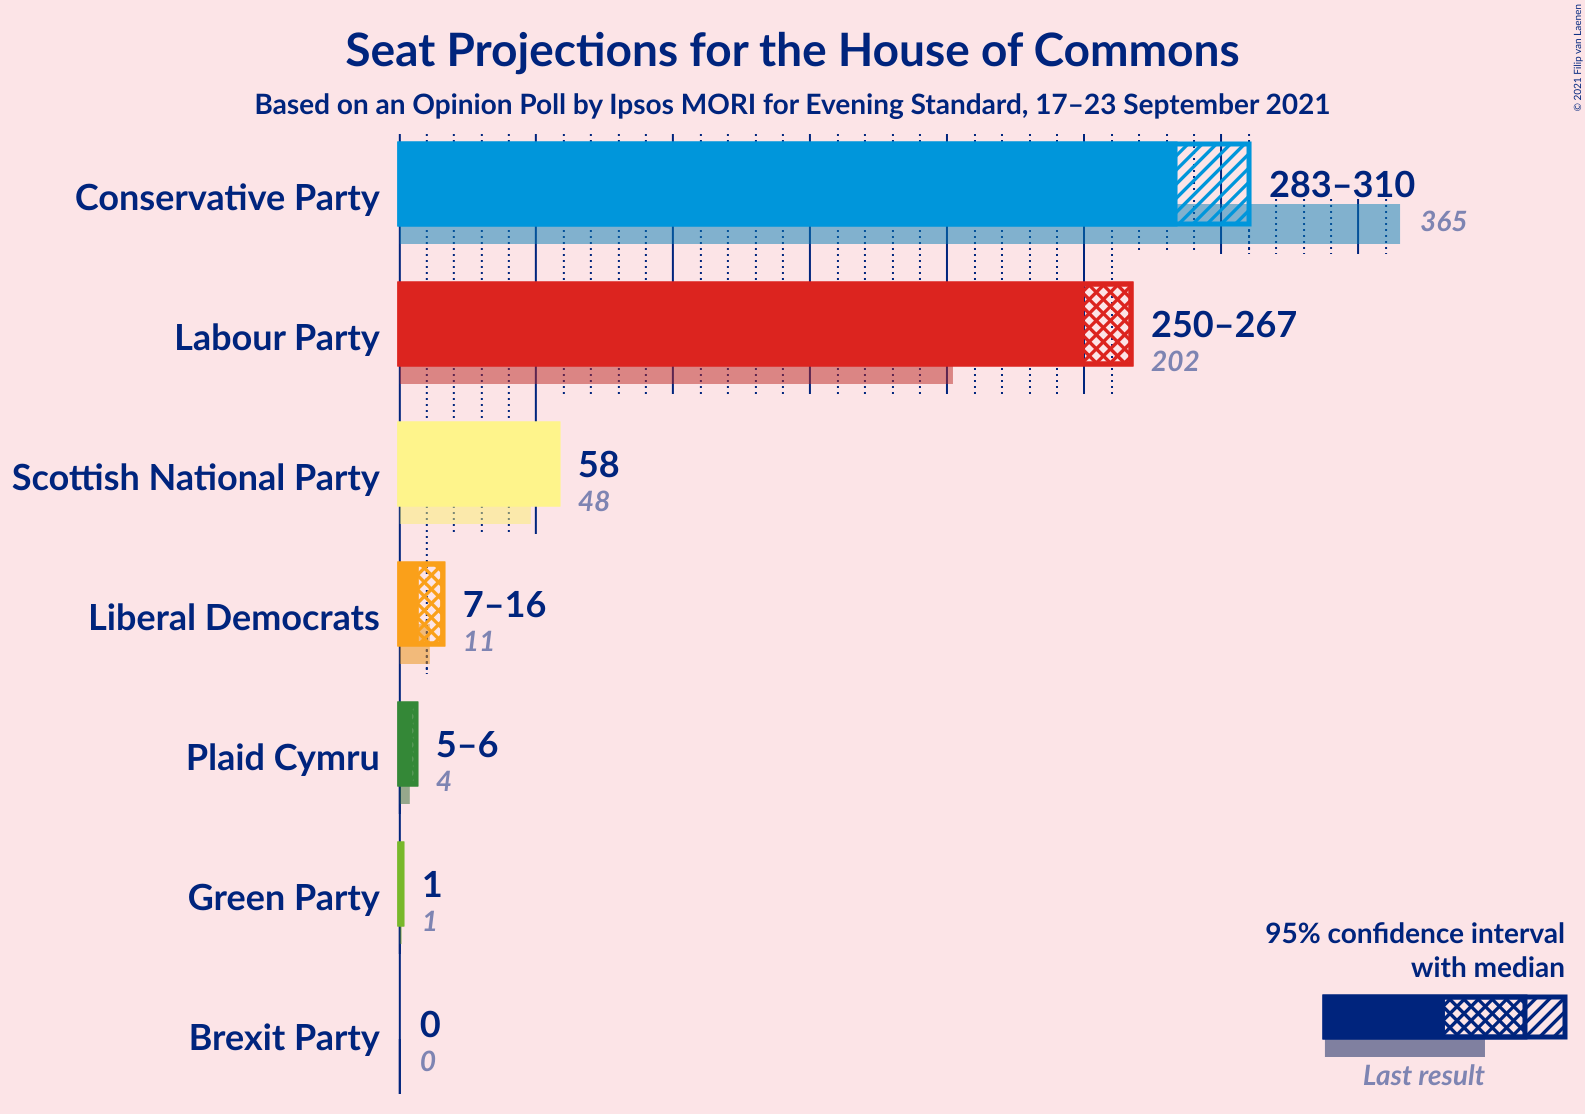 Seat Projections for the House of Commons
Based on an Opinion Poll by Ipsos MORI for Evening Standard, 17–23 September 2021
© 2021 Filip van Laenen
Conservative Party
283–310
365
Labour Party
250–267
202
Scottish National Party
58
48
Liberal Democrats
7–16
11
Plaid Cymru
5–6
4
Green Party
1
1
Brexit Party
0
0
95% confidence interval
with median
Last result